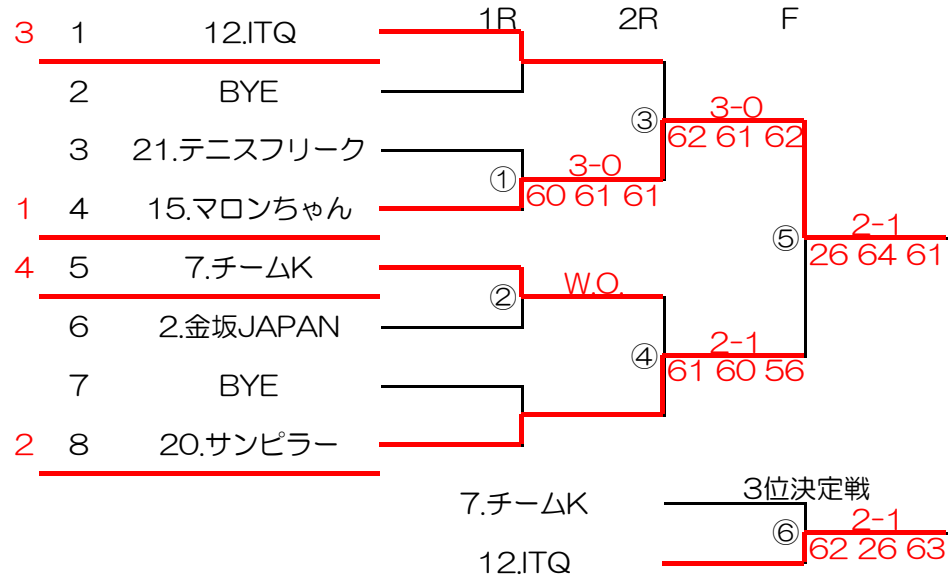 1R 2R F
3 1 12.ITQ
2 BYE
③ 3-0
62 61 62
3 21.テニスフリーク
① 3-0
60 61 61
1 4 15.マロンちゃん
⑤ 2-1
26 64 61
4 5 7.チームK
② W.O.
6 2.金坂JAPAN
④ 2-1
61 60 56
7 BYE
2 8 20.サンピラー
3位決定戦
7.チームK
⑥ 2-1
62 26 63
12.ITQ